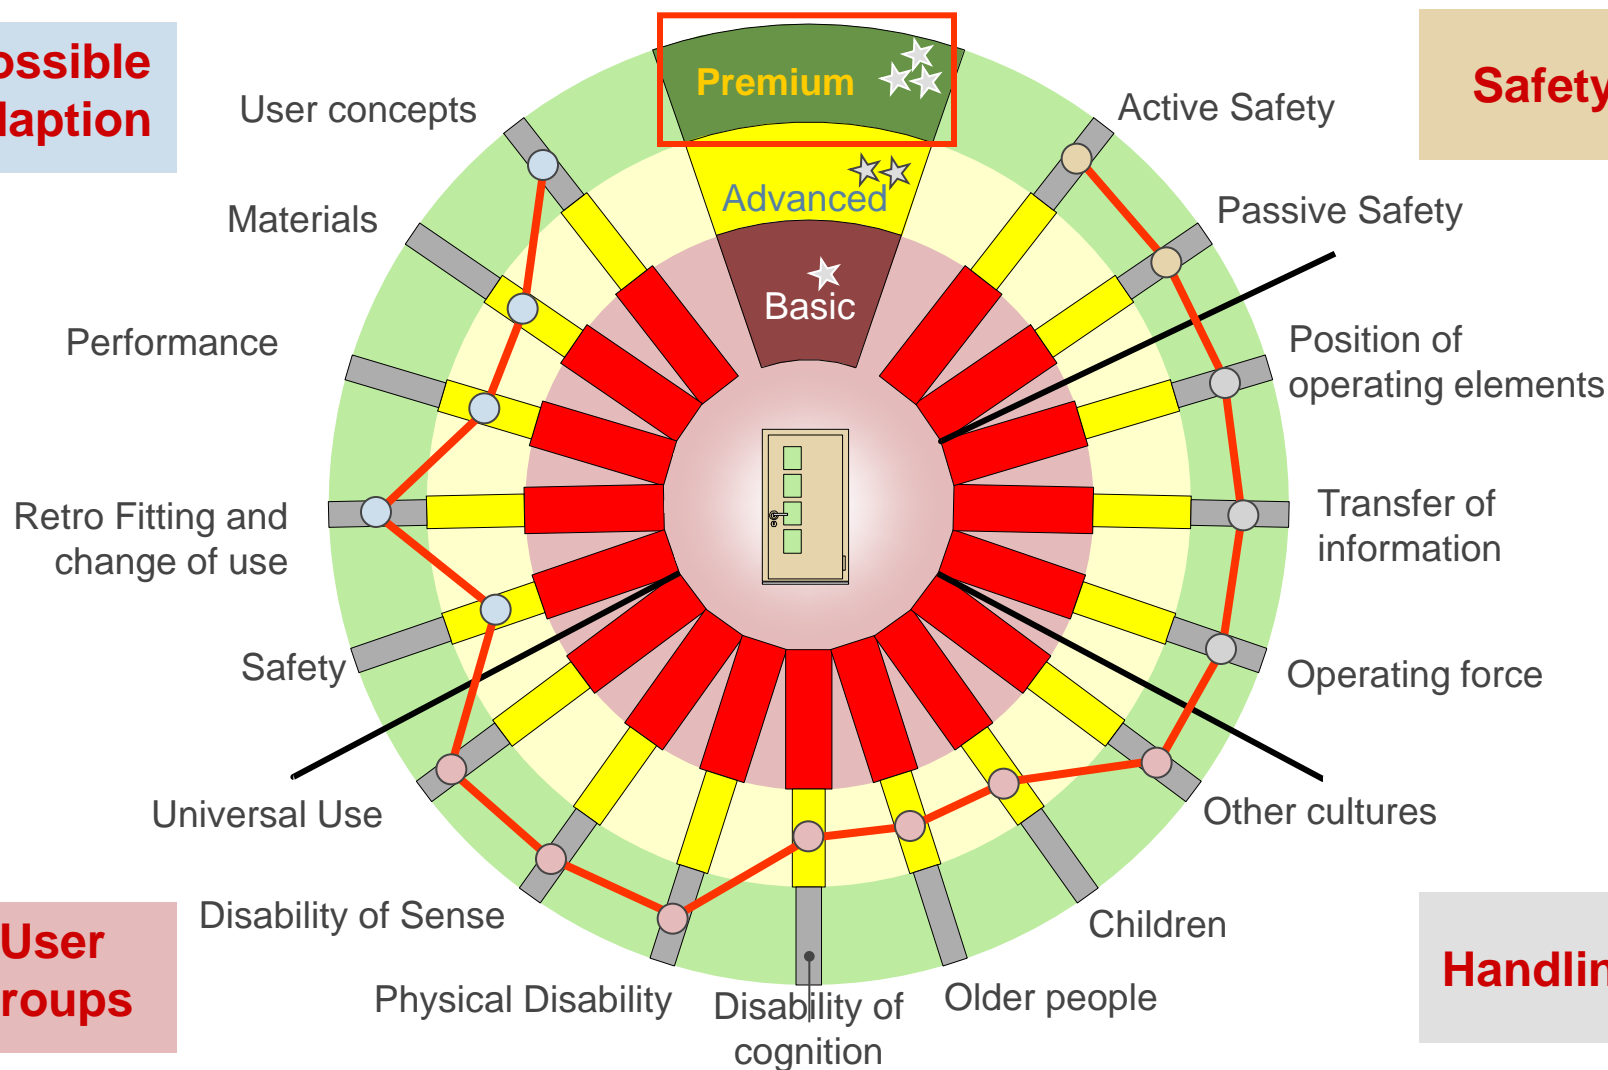 ossible
daption
Safety
Premium
Advanced
Basic
User concepts
Materials
Performance
Retro Fitting and
change of use
Safety
Active Safety
Passive Safety
Position of
operating elements
Transfer of
information
Operating force
Other cultures
Children
Older people
Disability of
cognition
Physical Disability
Disability of Sense
Universal Use
User
roups
Handlin